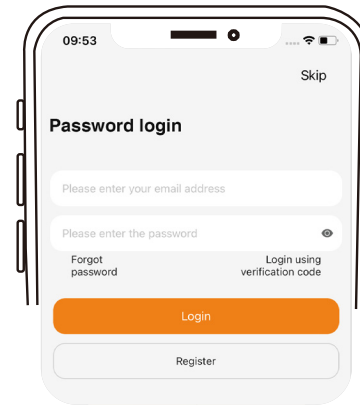 09:53
Skip
Password login
Please enter your email address
Please enter the password
Forgot
password
Login using
verification code
Login
Register